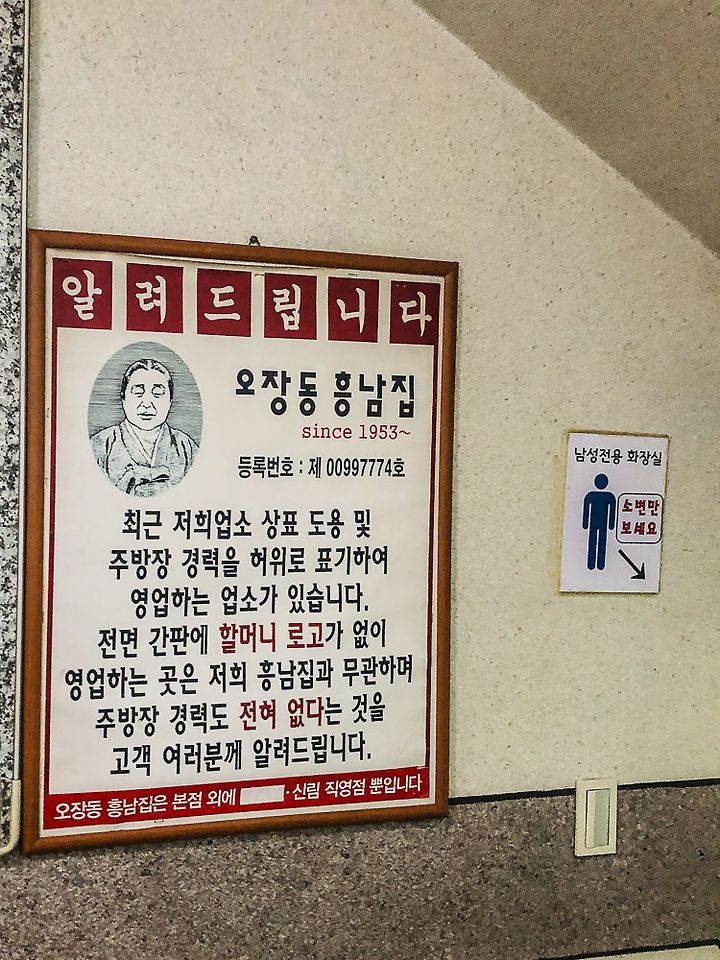 알려드립니다
오장동 흥남집
since 1953~
등록번호 : 제 00997774호
최근 저희업소 상표 도용 및
주방장 경력을 허위로 표기하여
영업하는 업소가 있습니다.
전면 간판에 할머니 로고가 없이
영업하는 곳은 저희 흥남집과 무관하며
주방장 경력도 전혀 없다는 것을
고객 여러분께 알려드립니다.
오장동 흥남집은 본점 외에 ·신림 직영점 뿐입니다
남성전용 화장실
소변만
보세요